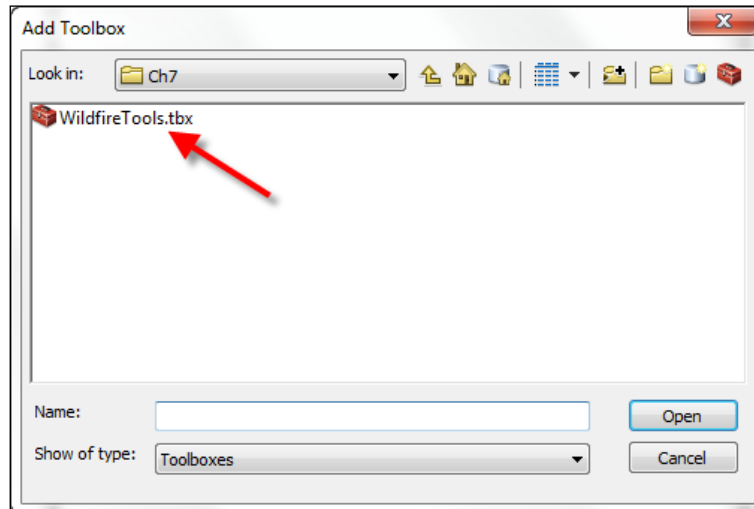 Add Toolbox
Look in: Ch7
WildfireTools.tbx
Name: Open
Show of type: Toolboxes Cancel